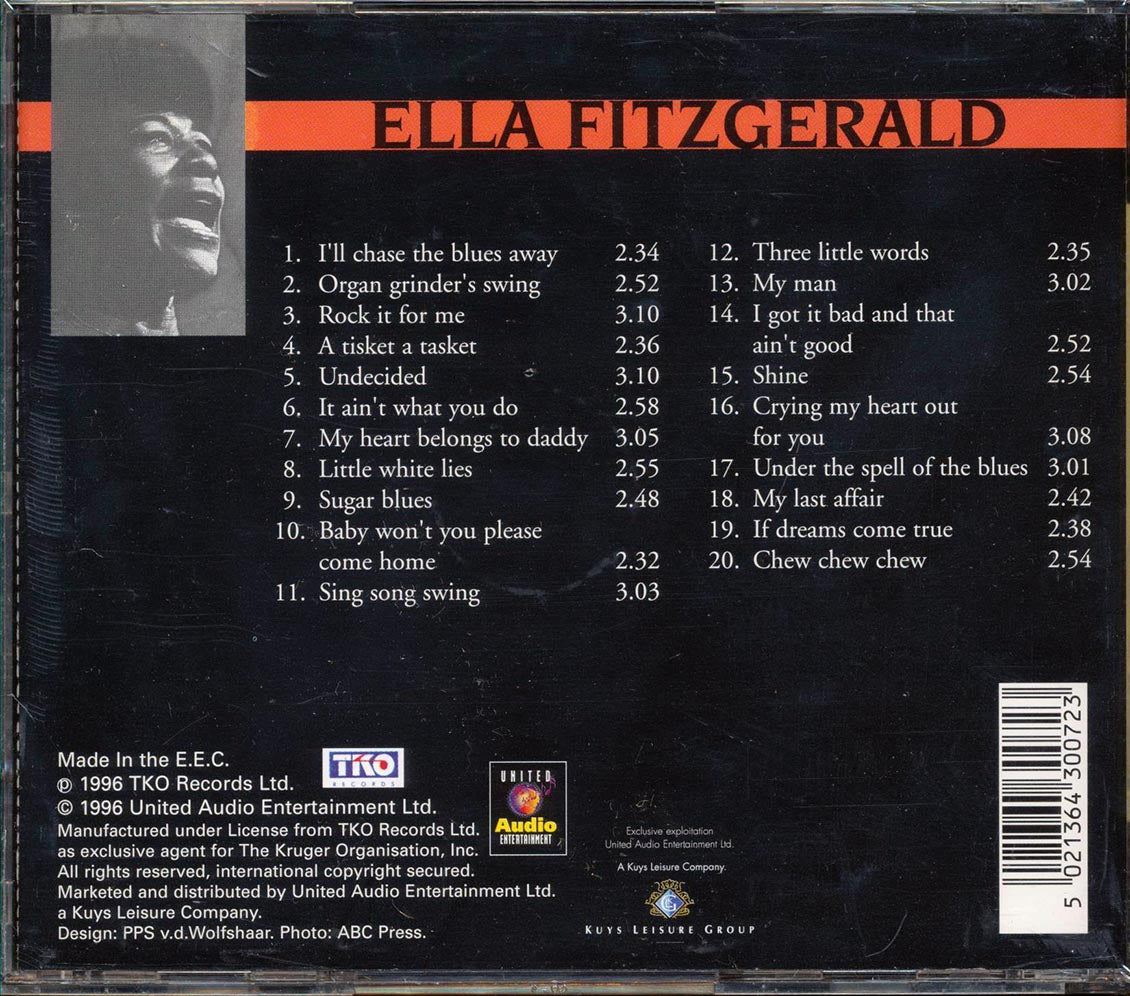 ELLA FITZGERALD
1. I'll chase the blues away 2.34
2. Organ grinder's swing 2.52
3. Rock it for me 3.10
4. A tisket a tasket 2.36
5. Undecided 3.10
6. It ain't what you do 2.58
7. My heart belongs to daddy 3.05
8. Little white lies 2.55
9. Sugar blues 2.48
10. Baby won't you please
come home 2.32
11. Sing song swing 3.03
12. Three little words 2.35
13. My man 3.02
14. I got it bad and that
ain't good 2.52
15. Shine 2.54
16. Crying my heart out
for you 3.08
17. Under the spell of the blues 3.01
18. My last affair 2.42
19. If dreams come true 2.38
20. Chew chew chew 2.54
Made In the E.E.C.
℗ 1996 TKO Records Ltd.
© 1996 United Audio Entertainment Ltd.
Manufactured under License from TKO Records Ltd.
as exclusive agent for The Kruger Organisation, Inc.
All rights reserved, international copyright secured.
Marketed and distributed by United Audio Entertainment Ltd.
a Kuys Leisure Company.
Design: PPS v.d.Wolfshaar. Photo: ABC Press.
TKO
RECORDS
UNITED
Audio
ENTERTAINMENT
Exclusive exploitation
United Audio Entertainment Ltd.
A Kuys Leisure Company.
KUYS LEISURE GROUP
5 021364 300723